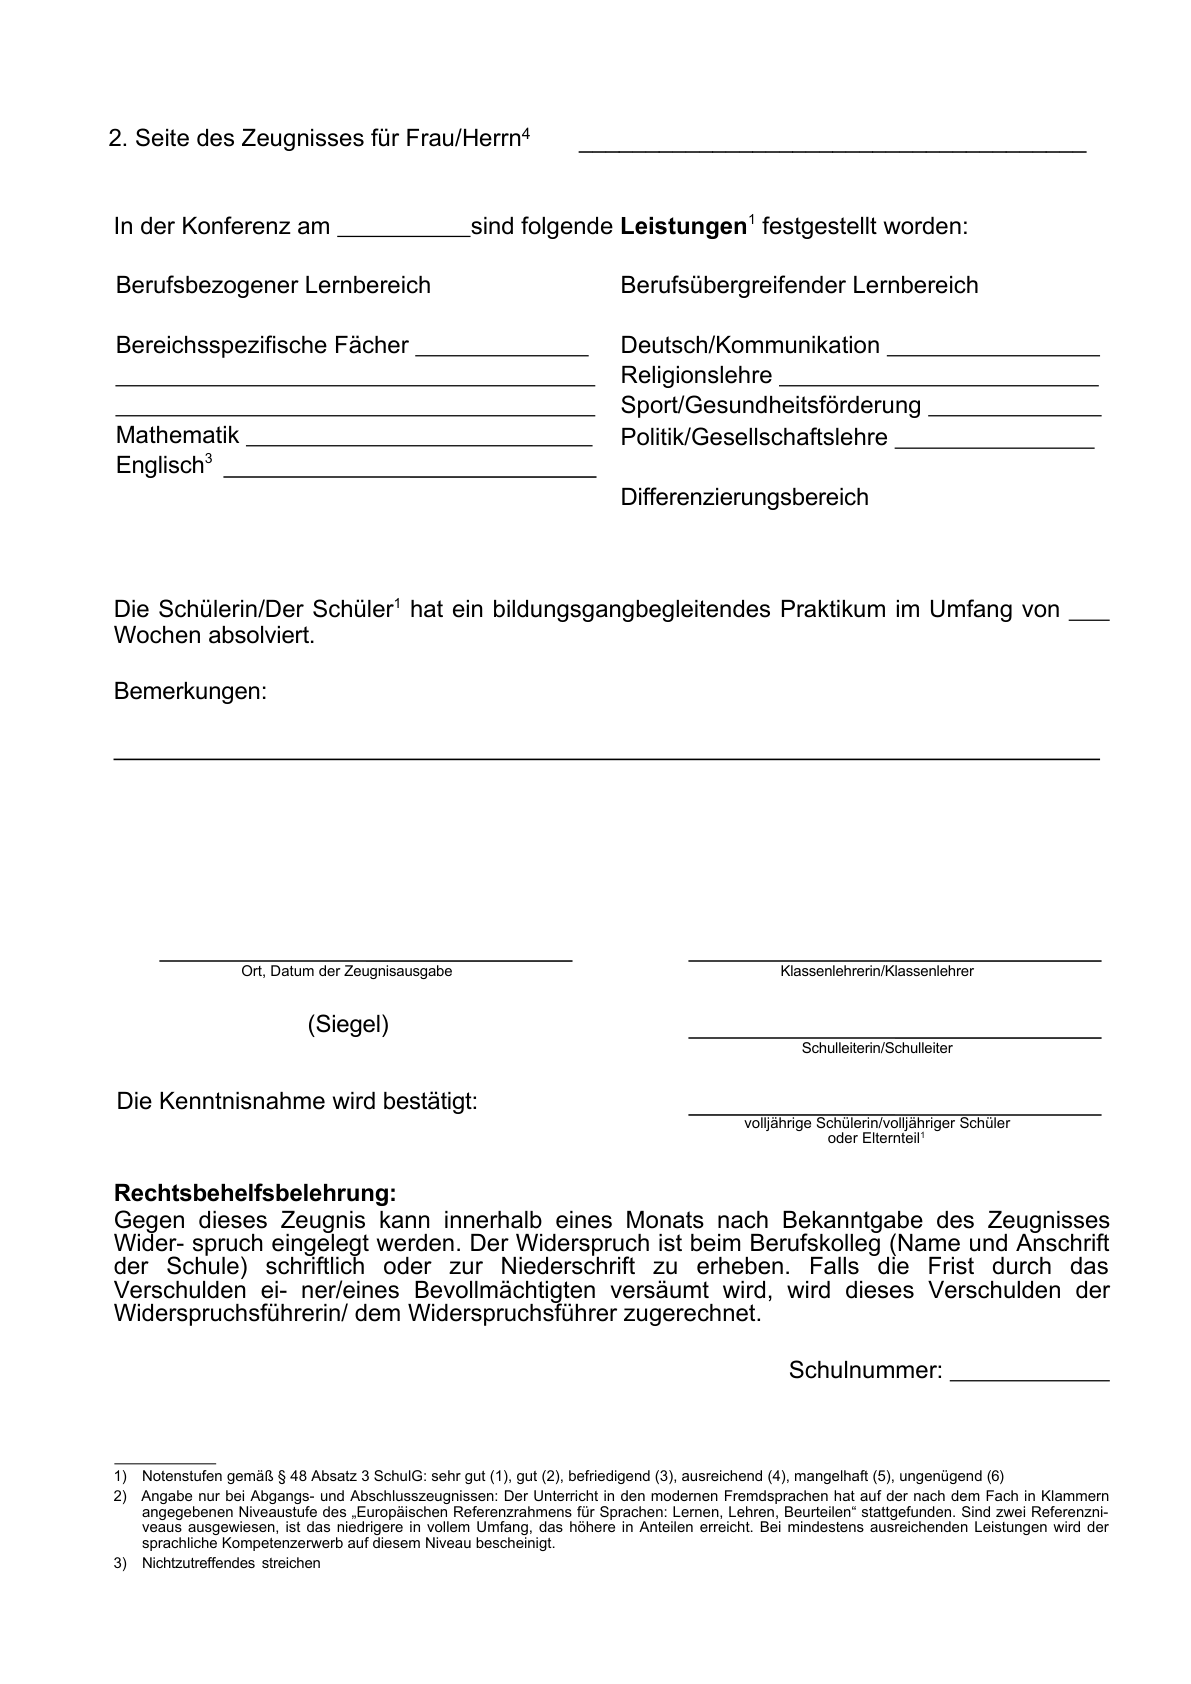 2. Seite des Zeugnisses für Frau/Herrn4 ______________________________________
In der Konferenz am __________sind folgende Leistungen1 festgestellt worden:
Berufsbezogener Lernbereich
Bereichsspezifische Fächer _____________
____________________________________
____________________________________
Mathematik __________________________
Englisch3 ____________________________
Berufsübergreifender Lernbereich
Deutsch/Kommunikation ________________
Religionslehre ________________________
Sport/Gesundheitsförderung _____________
Politik/Gesellschaftslehre _______________
Differenzierungsbereich
Die Schülerin/Der Schüler1 hat ein bildungsgangbegleitendes Praktikum im Umfang von ___
Wochen absolviert.
Bemerkungen:
Ort, Datum der Zeugnisausgabe
Klassenlehrerin/Klassenlehrer
(Siegel)
Schulleiterin/Schulleiter
Die Kenntnisnahme wird bestätigt:
volljährige Schülerin/volljähriger Schüler
oder Elternteil1
Rechtsbehelfsbelehrung:
Gegen dieses Zeugnis kann innerhalb eines Monats nach Bekanntgabe des Zeugnisses
Wider- spruch eingelegt werden. Der Widerspruch ist beim Berufskolleg (Name und Anschrift
der Schule) schriftlich oder zur Niederschrift zu erheben. Falls die Frist durch das
Verschulden ei- ner/eines Bevollmächtigten versäumt wird, wird dieses Verschulden der
Widerspruchsführerin/ dem Widerspruchsführer zugerechnet.
Schulnummer: ____________
1) Notenstufen gemäß § 48 Absatz 3 SchulG: sehr gut (1), gut (2), befriedigend (3), ausreichend (4), mangelhaft (5), ungenügend (6)
2) Angabe nur bei Abgangs- und Abschlusszeugnissen: Der Unterricht in den modernen Fremdsprachen hat auf der nach dem Fach in Klammern
angegebenen Niveaustufe des „Europäischen Referenzrahmens für Sprachen: Lernen, Lehren, Beurteilen“ stattgefunden. Sind zwei Referenzni-
veaus ausgewiesen, ist das niedrigere in vollem Umfang, das höhere in Anteilen erreicht. Bei mindestens ausreichenden Leistungen wird der
sprachliche Kompetenzerwerb auf diesem Niveau bescheinigt.
3) Nichtzutreffendes streichen